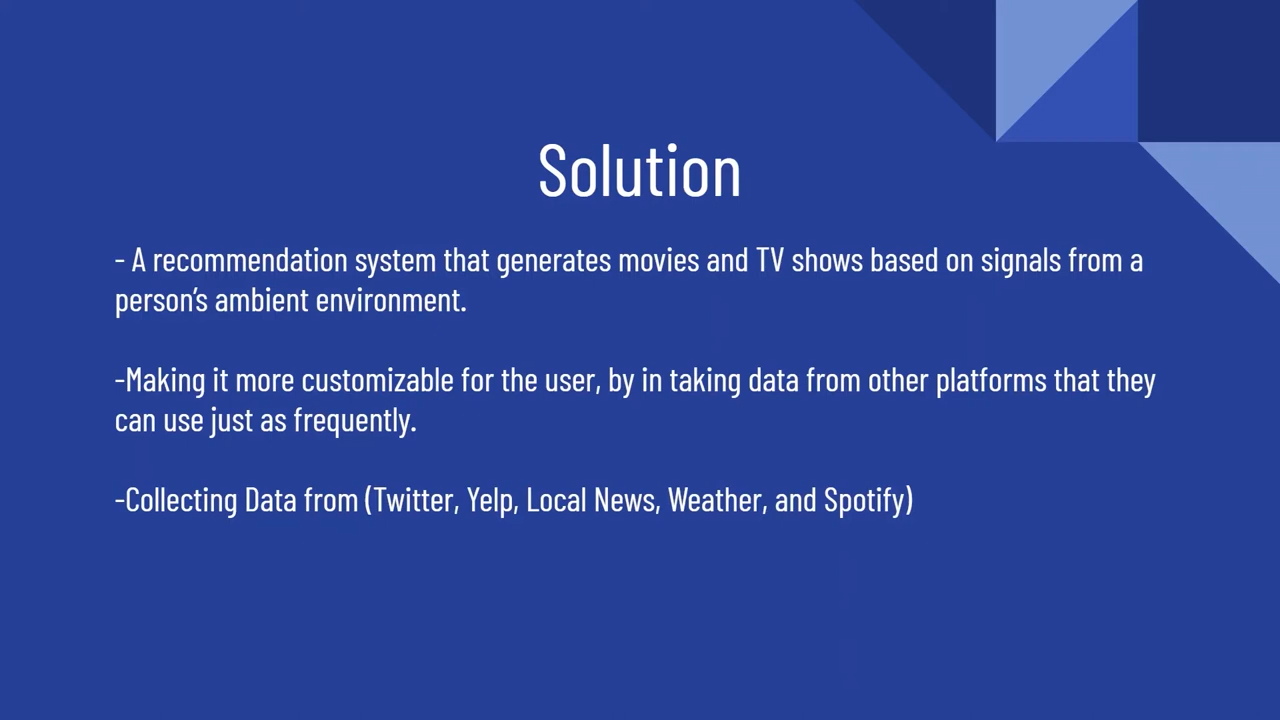 Solution
- A recommendation system that generates movies and TV shows based on signals from a
person's ambient environment.
-Making it more customizable for the user, by in taking data from other platforms that they
can use just as frequently.
-Collecting Data from (Twitter, Yelp, Local News, Weather, and Spotify)